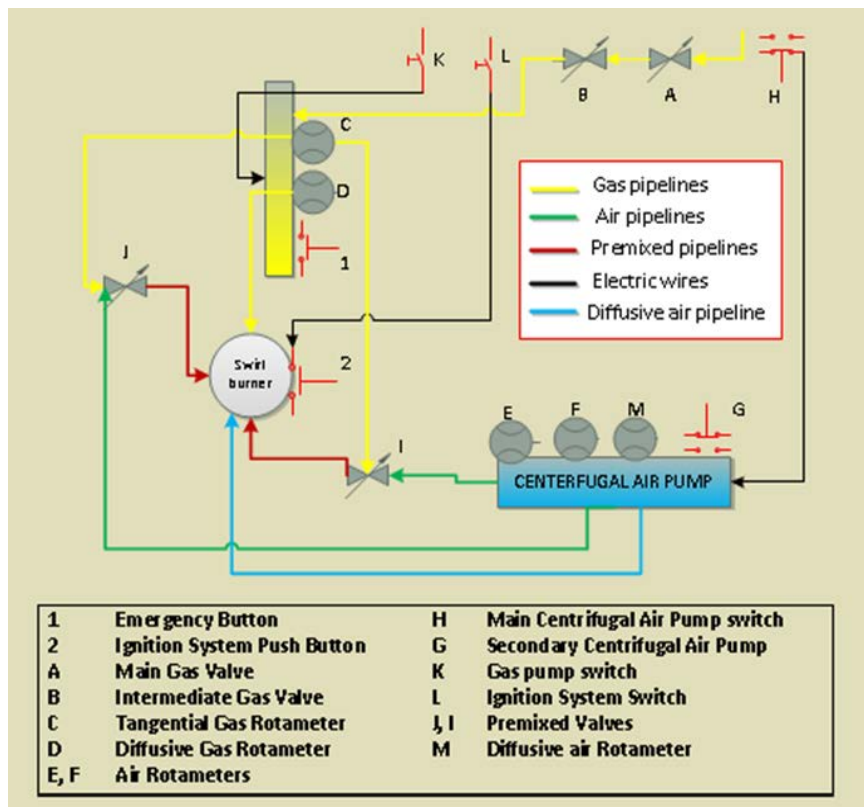 K
L
B
A
H
C
D
1
J
Gas pipelines
Air pipelines
Premixed pipelines
Electric wires
Diffusive air pipeline
Swirl
burner
2
I
E
F
M
G
CENTERFUGAL AIR PUMP
1 Emergency Button
2 Ignition System Push Button
A Main Gas Valve
B Intermediate Gas Valve
C Tangential Gas Rotameter
D Diffusive Gas Rotameter
E, F Air Rotameters
H Main Centrifugal Air Pump switch
G Secondary Centrifugal Air Pump
K Gas pump switch
L Ignition System Switch
J, I Premixed Valves
M Diffusive air Rotameter